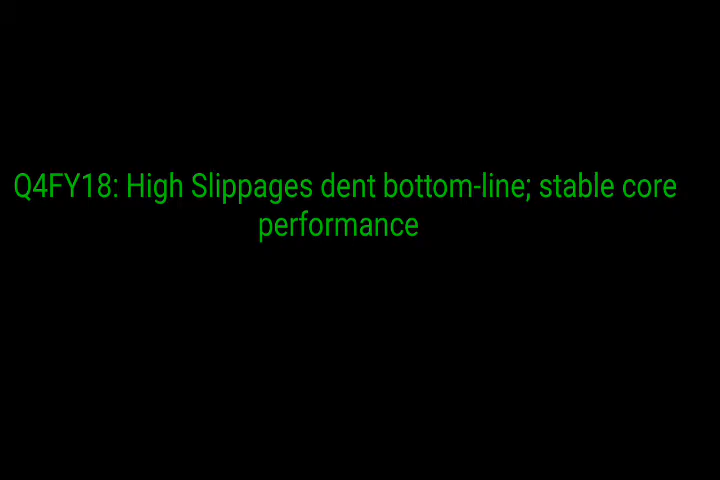 Q4FY18: High Slippages dent bottom-line; stable core
performance